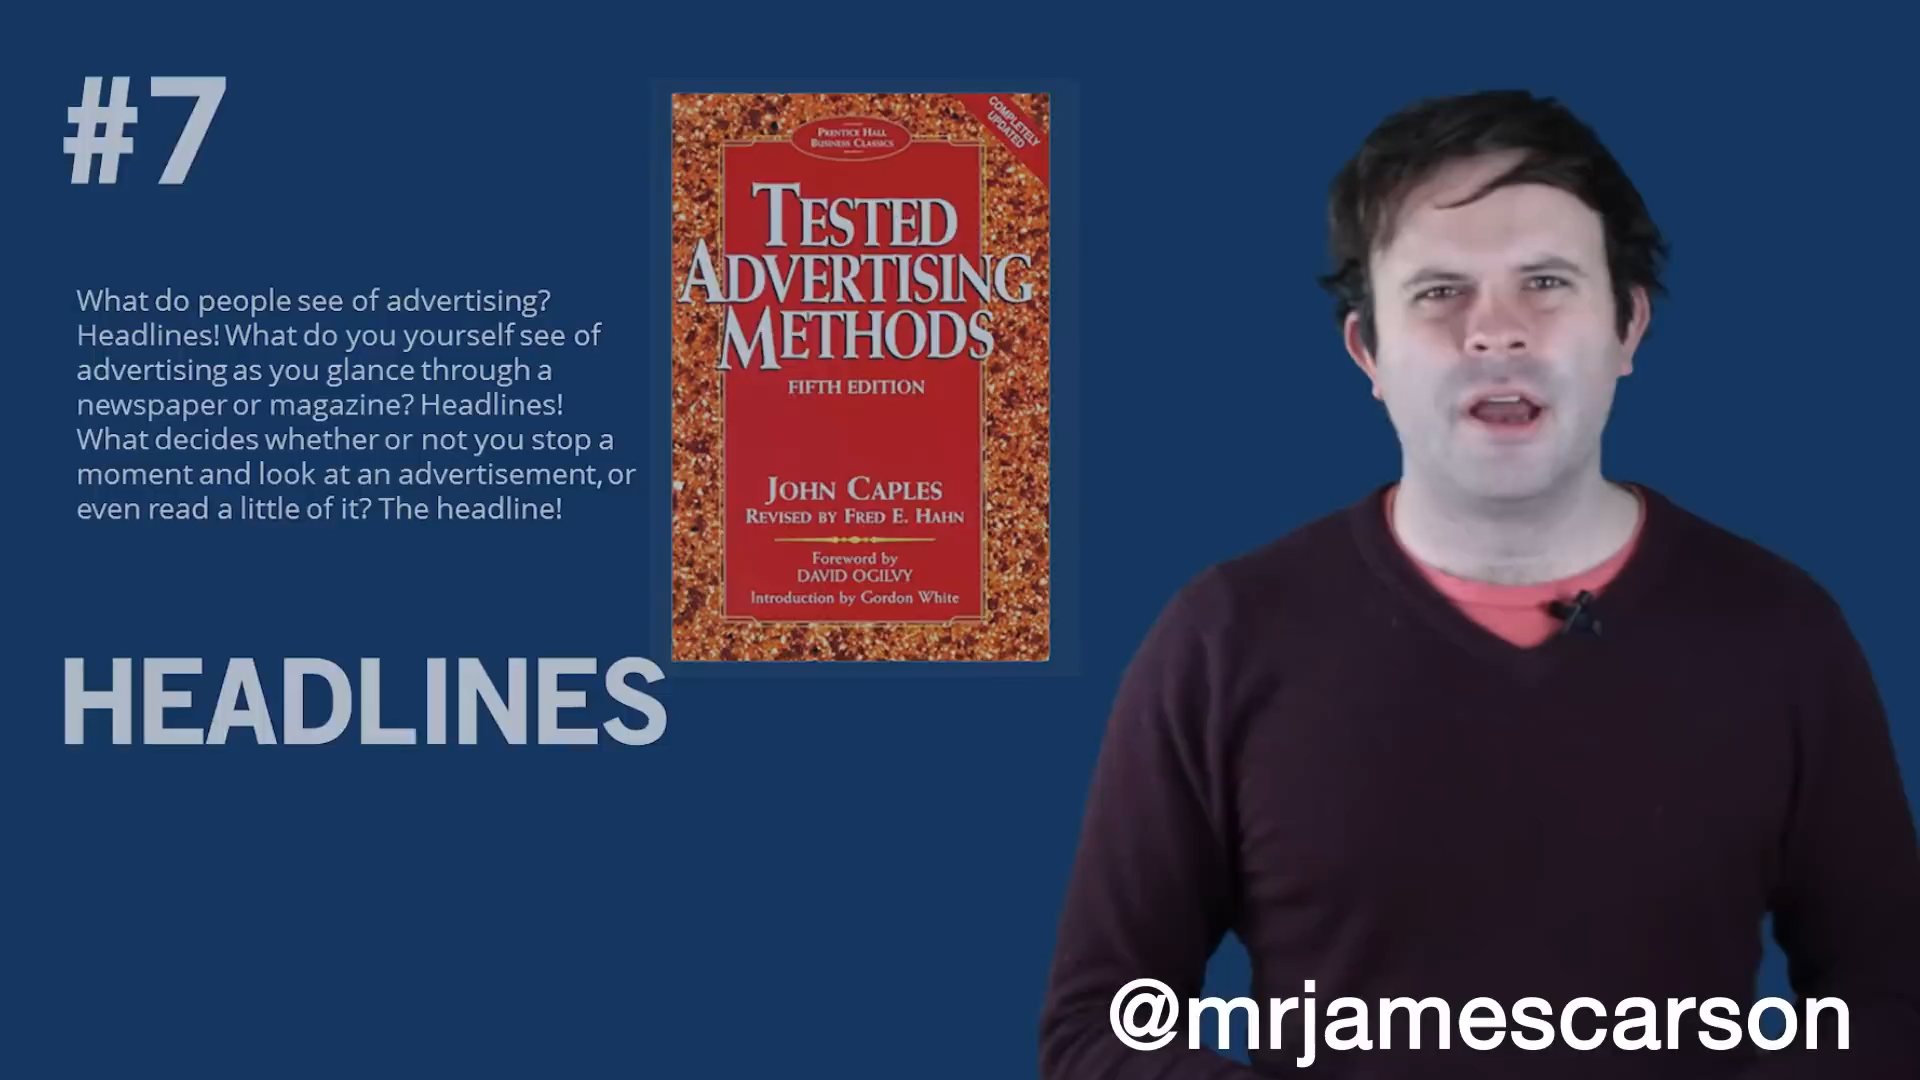 #7
What do people see of advertising?
Headlines! What do you yourself see of
advertising as you glance through a
newspaper or magazine? Headlines!
What decides whether or not you stop a
moment and look at an advertisement, or
even read a little of it? The headline!
HEADLINES
PRENTICE HALL
BUSINESS CLASSICS
COMPLETELY
UPDATED
TESTED
ADVERTISING
METHODS
FIFTH EDITION
JOHN CAPLES
REVISED BY FRED E. HAHN
Foreword by
DAVID OGILVY
Introduction by Gordon White
@mrjamescarson